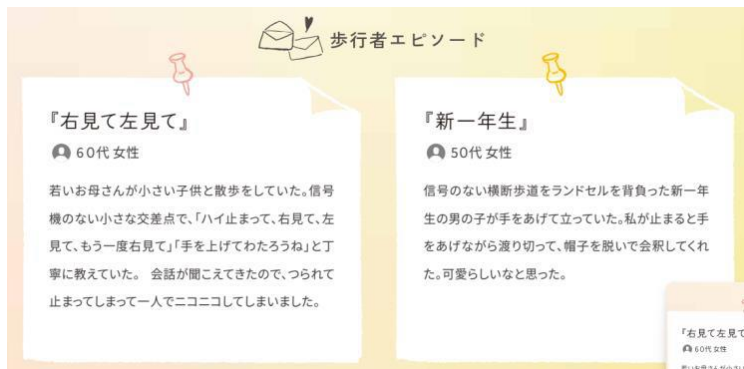 歩行者エピソード
『右見て左見て』
60代 女性
若いお母さんが小さい子供と散歩をしていた。信号
機のない小さな交差点で、「ハイ止まって、右見て、左
見て、もう一度右見て」「手を上げてわたろうね」と丁
寧に教えていた。 会話が聞こえてきたので、つられて
止まってしまって一人でニコニコしてしまいました。
『新一年生』
50代 女性
信号のない横断歩道をランドセルを背負った新一年
生の男の子が手をあげて立っていた。私が止まると手
をあげながら渡り切って、帽子を脱いで会釈してくれ
た。可愛らしいなと思った。
『右見て左見て
60代 女性